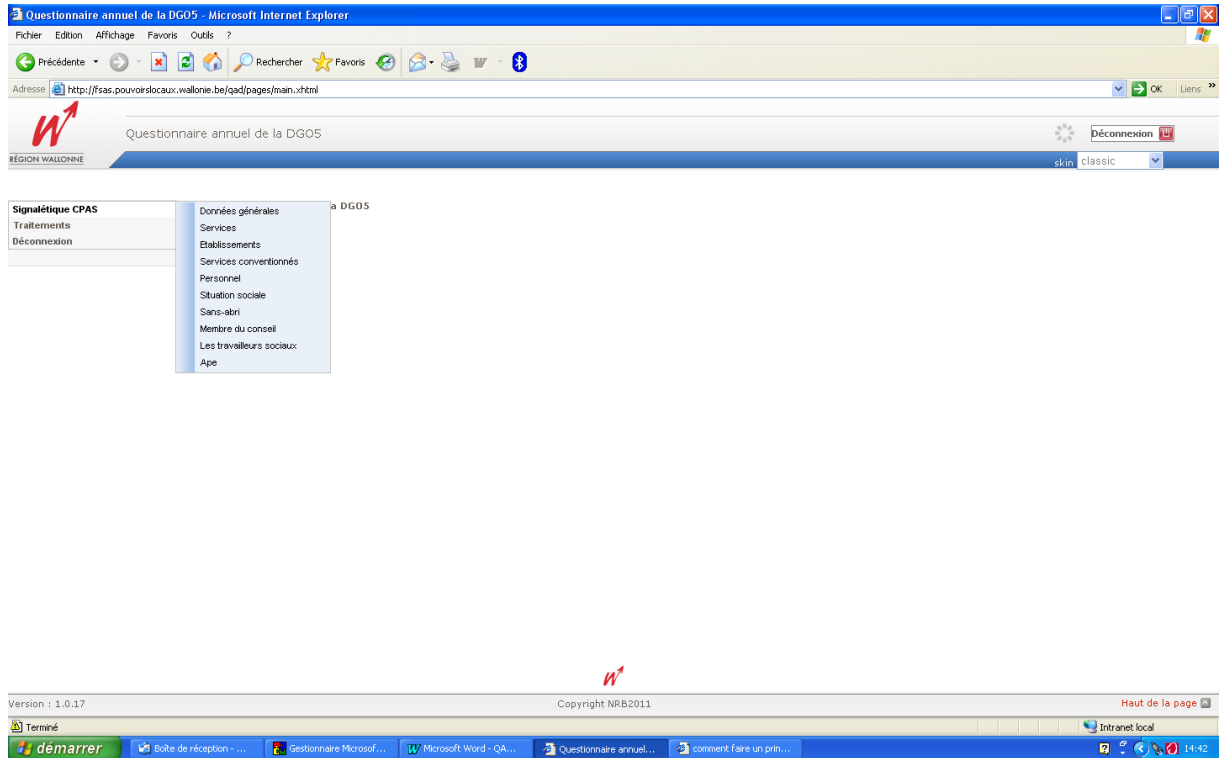 Questionnaire annuel de la DGO5 - Microsoft Internet Explorer
Fichier Edition Affichage Favoris Outils ?
Précédente Rechercher Favoris
Adresse http://fsas.pouvoirslocaux.wallonie.be/qad/pages/main.xhtml OK Liens »
RÉGION WALLONNE
Questionnaire annuel de la DGO5
Déconnexion
skin classic
a DGO5
Signalétique CPAS
Traitements
Déconnexion
Données générales
Services
Etablissements
Services conventionnés
Personnel
Situation sociale
Sans-abri
Membre du conseil
Les travailleurs sociaux
Ape
Version : 1.0.17 Copyright NRB2011 Haut de la page
Terminé Intranet local
démarrer Boîte de réception - ... Gestionnaire Microsof... Microsoft Word - QA... Questionnaire annuel... comment faire un prin... 14:42